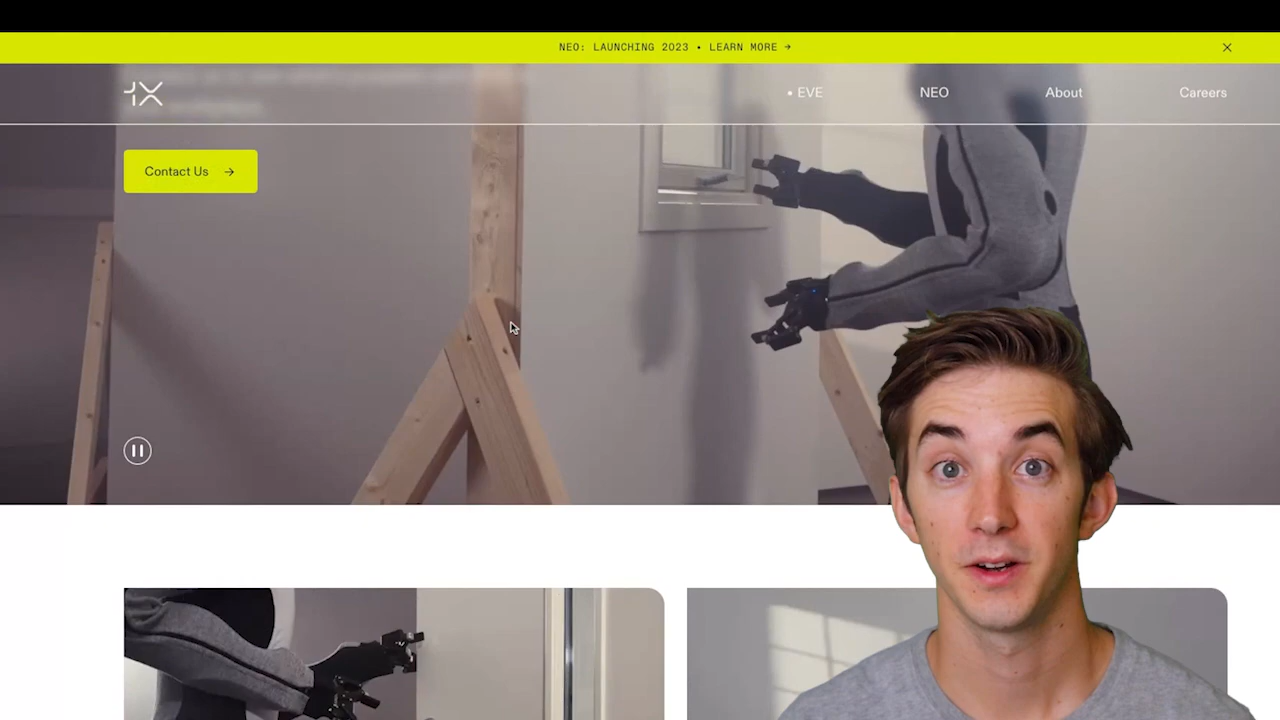 NEO: LAUNCHING 2023 • LEARN MORE →
1X
• EVE
NEO
About
Careers
Contact Us →